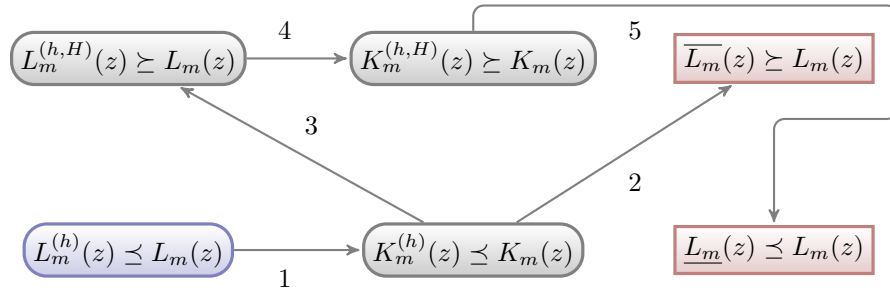 4 5
L_m^{(h,H)}(z) ⪰ L_m(z) K_m^{(h,H)}(z) ⪰ K_m(z) \overline{L_m}(z) ⪰ L_m(z)
3
2
L_m^{(h)}(z) ⪯ L_m(z) K_m^{(h)}(z) ⪯ K_m(z) \underline{L_m}(z) ⪯ L_m(z)
1